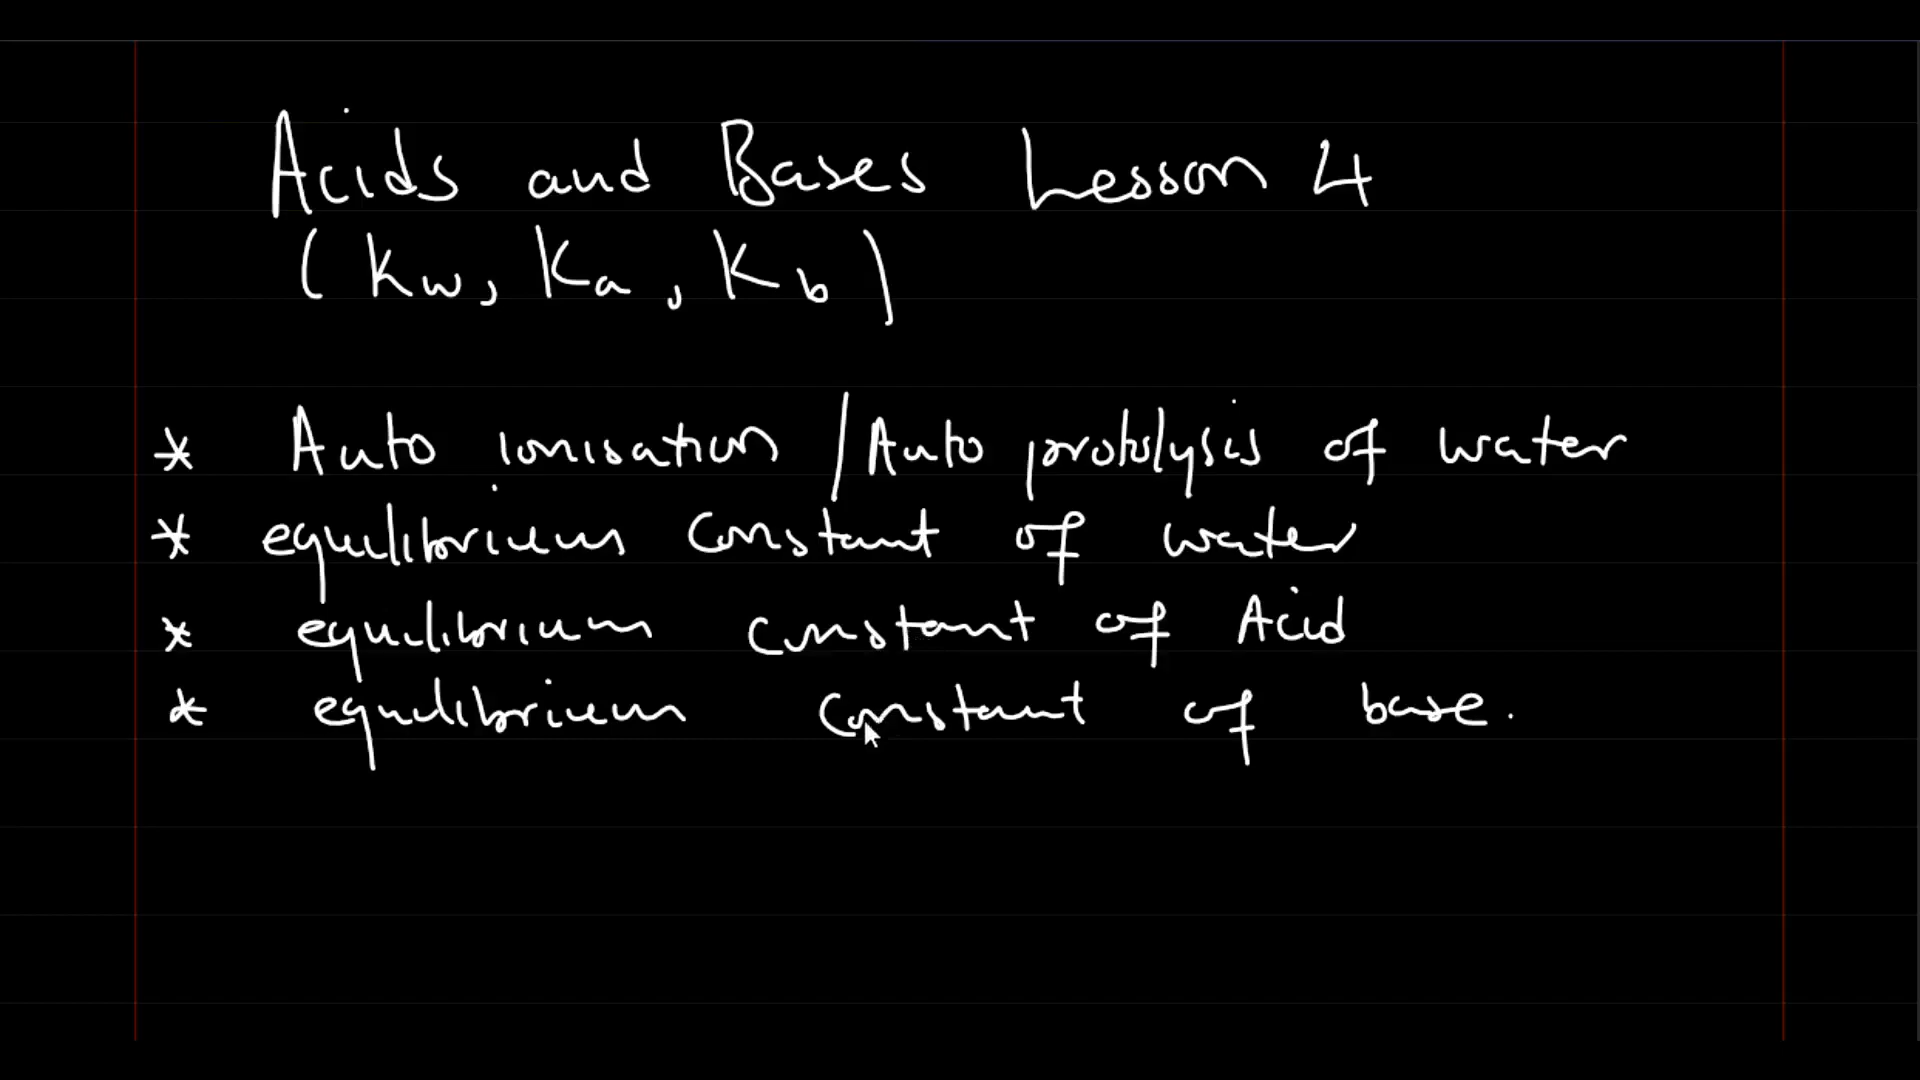 Acids and Bases Lesson 4
(Kw, Ka, Kb)
* Auto ionisation / Auto protolysis of water
* equilibrium constant of water
* equilibrium constant of Acid
* equilibrium constant of base.